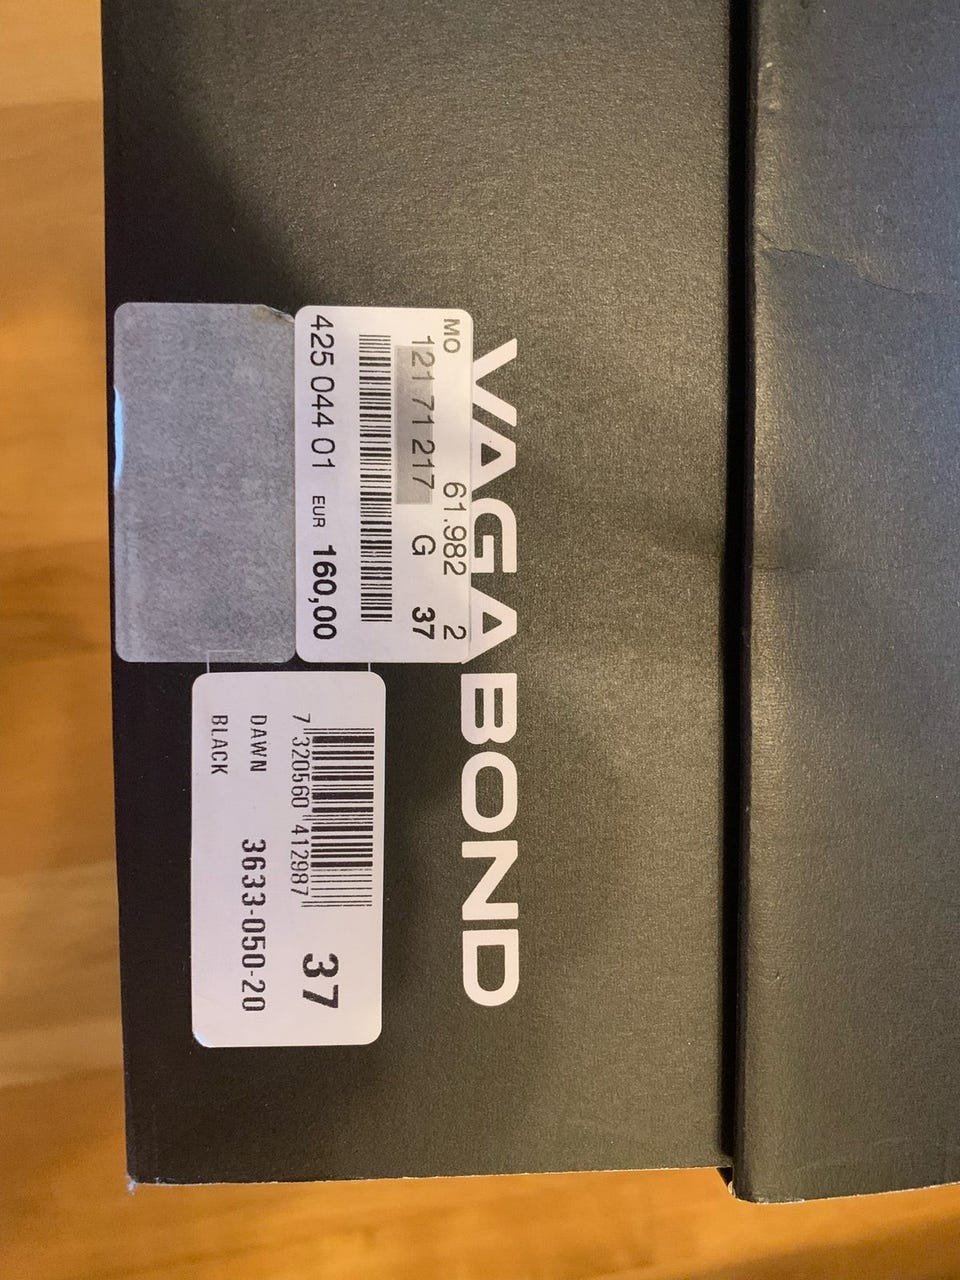 VAGABOND
MO 61.982 2
121 71 217 G 37
425 044 01 EUR 160,00
7 320560 412987 37
DAWN 3633-050-20
BLACK